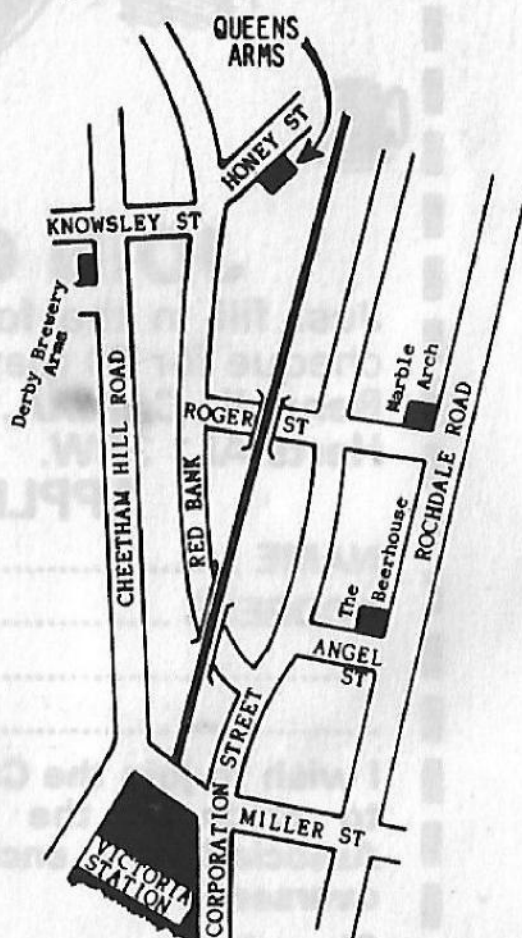 QUEENS
ARMS
HONEY ST
KNOWSLEY ST
Derby Brewery
Arms
CHEETHAM HILL ROAD
ROGER ST
RED BANK
Marble
Arch
ROCHDALE ROAD
The
Beerhouse
ANGEL
ST
CORPORATION STREET
MILLER ST
VICTORIA
STATION